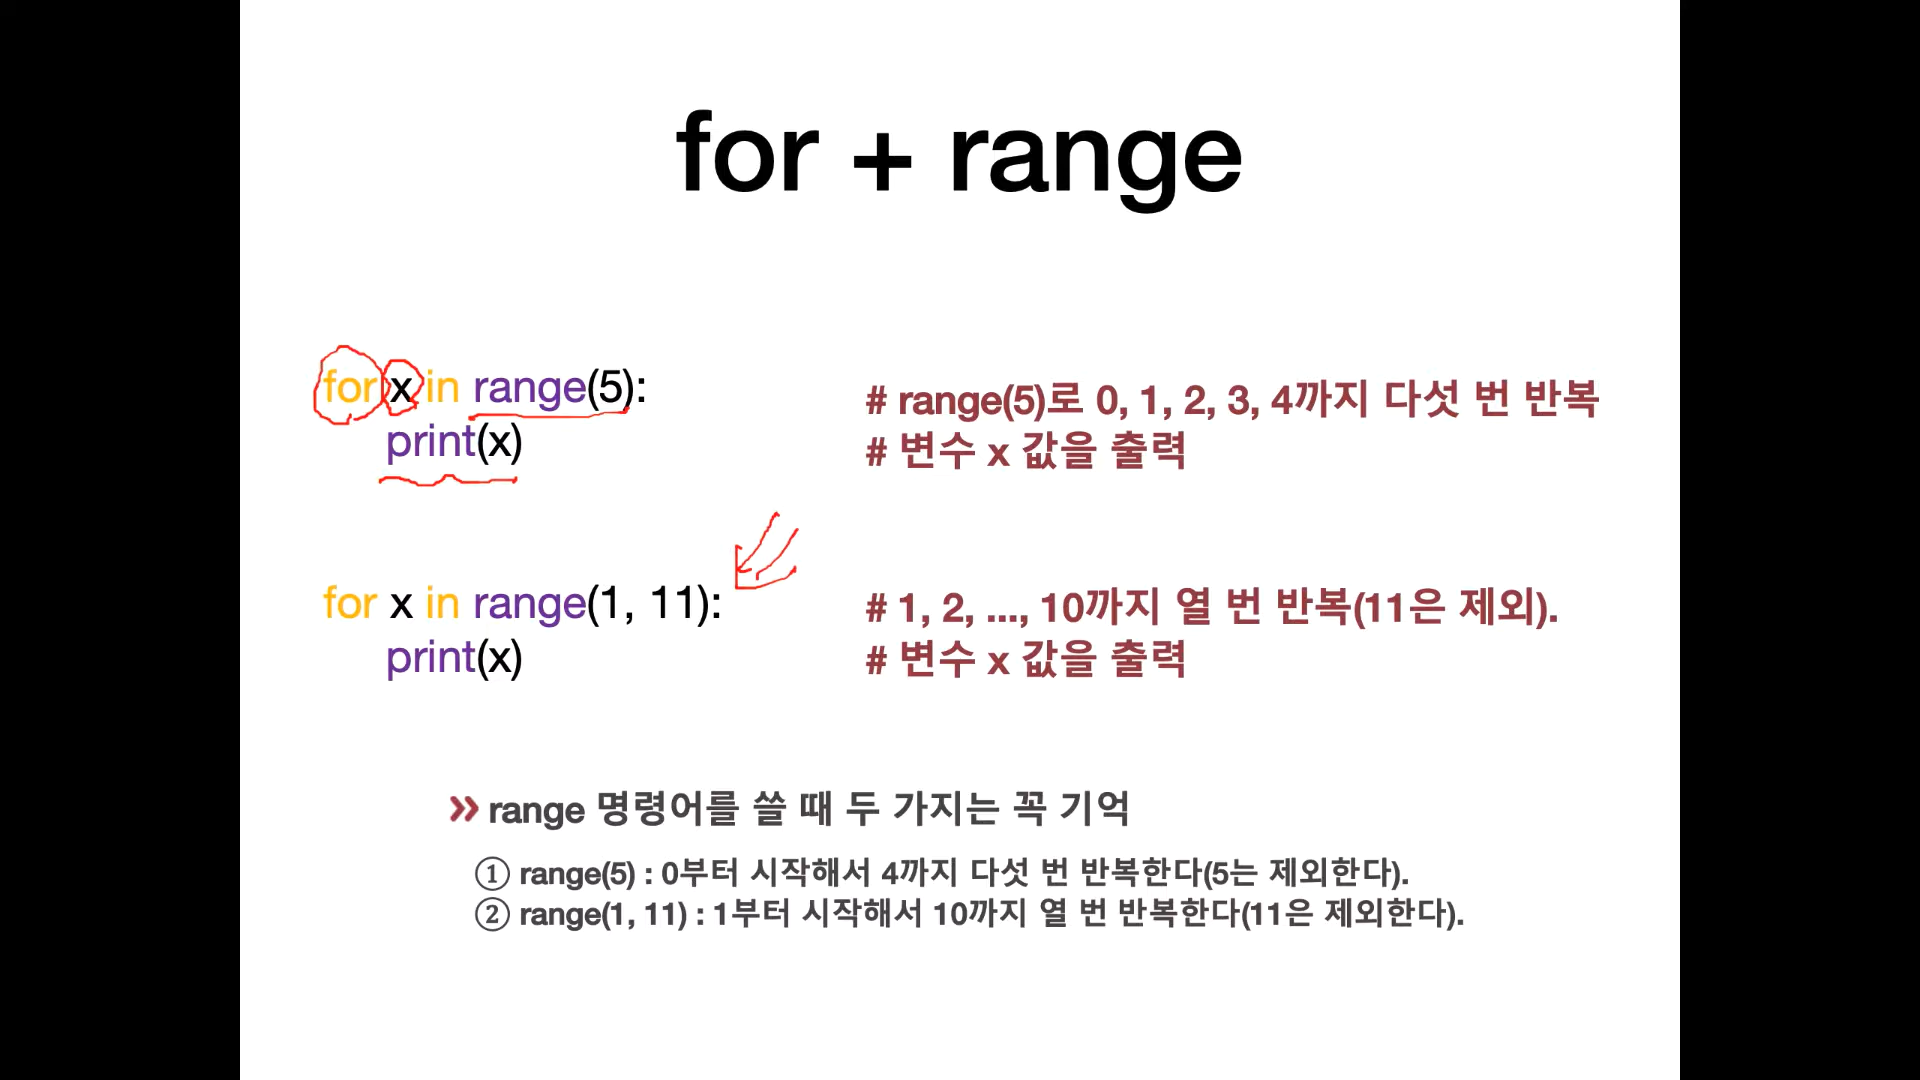 for + range
for x in range(5):
print(x)
# range(5)로 0, 1, 2, 3, 4까지 다섯 번 반복
# 변수 x 값을 출력
for x in range(1, 11):
print(x)
# 1, 2, ..., 10까지 열 번 반복(11은 제외).
# 변수 x 값을 출력
» range 명령어를 쓸 때 두 가지는 꼭 기억
① range(5) : 0부터 시작해서 4까지 다섯 번 반복한다(5는 제외한다).
② range(1, 11) : 1부터 시작해서 10까지 열 번 반복한다(11은 제외한다).